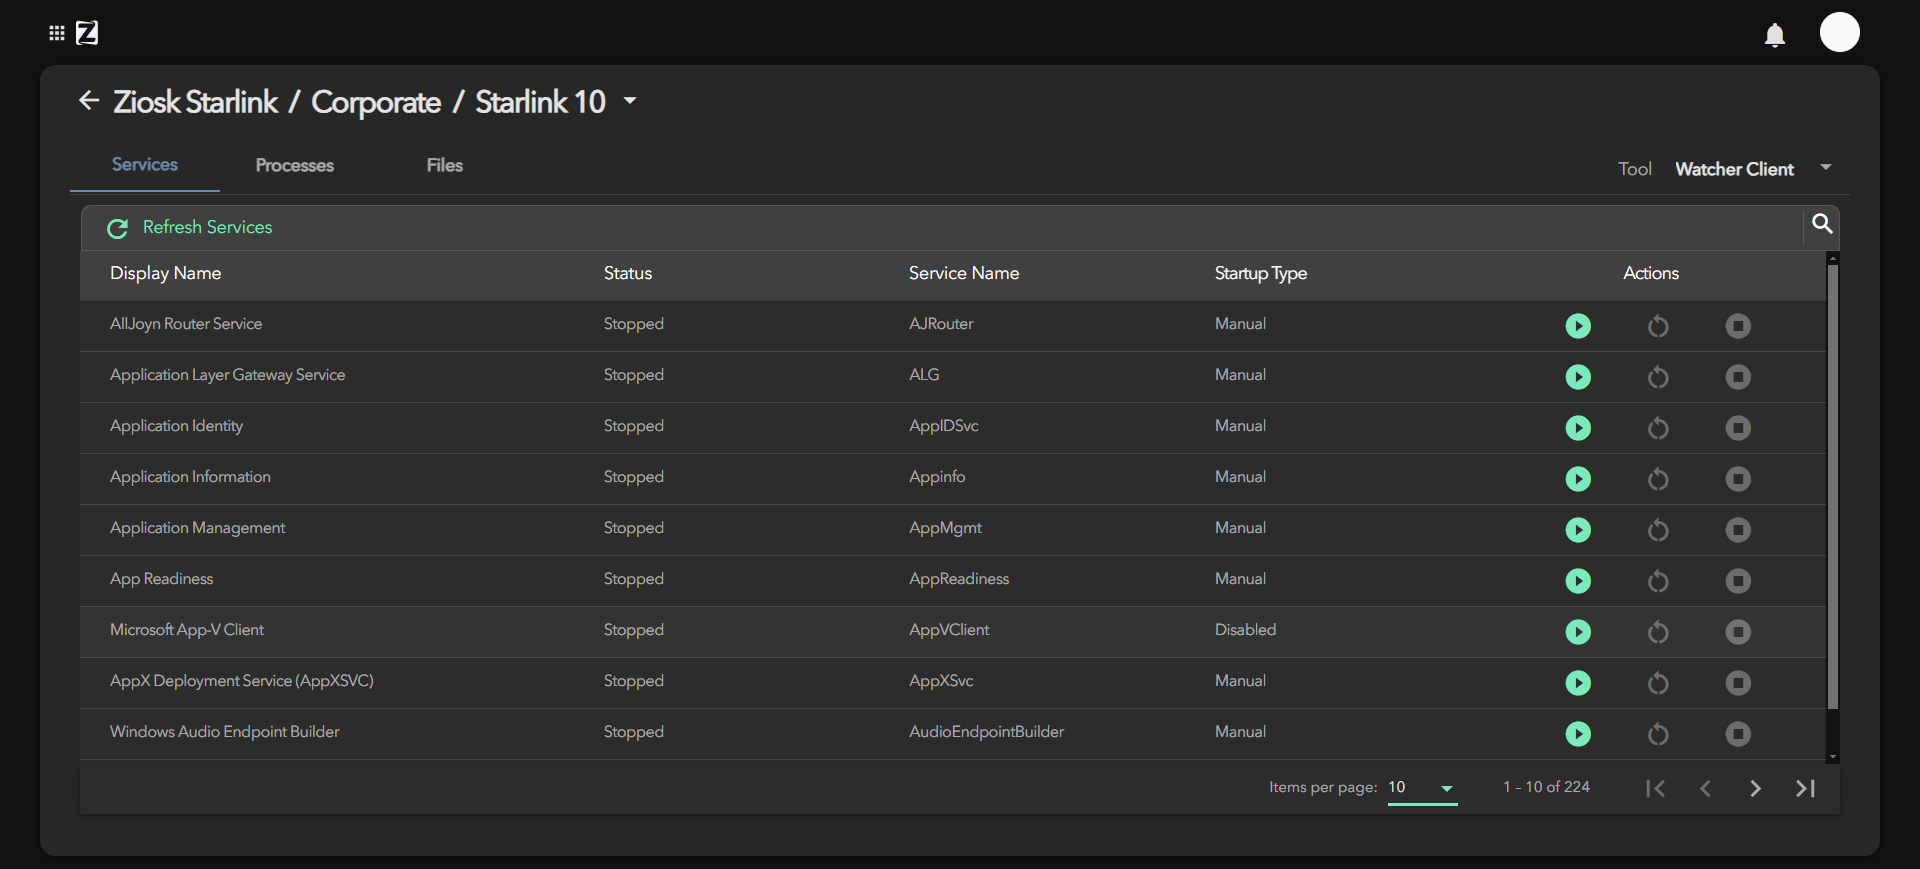 Z
Ziosk Starlink / Corporate / Starlink 10
Services Processes Files Tool Watcher Client
Refresh Services
Display Name Status Service Name Startup Type Actions
AllJoyn Router Service Stopped AJRouter Manual
Application Layer Gateway Service Stopped ALG Manual
Application Identity Stopped AppIDSvc Manual
Application Information Stopped Appinfo Manual
Application Management Stopped AppMgmt Manual
App Readiness Stopped AppReadiness Manual
Microsoft App-V Client Stopped AppVClient Disabled
AppX Deployment Service (AppXSVC) Stopped AppXSvc Manual
Windows Audio Endpoint Builder Stopped AudioEndpointBuilder Manual
Items per page: 10 1 – 10 of 224